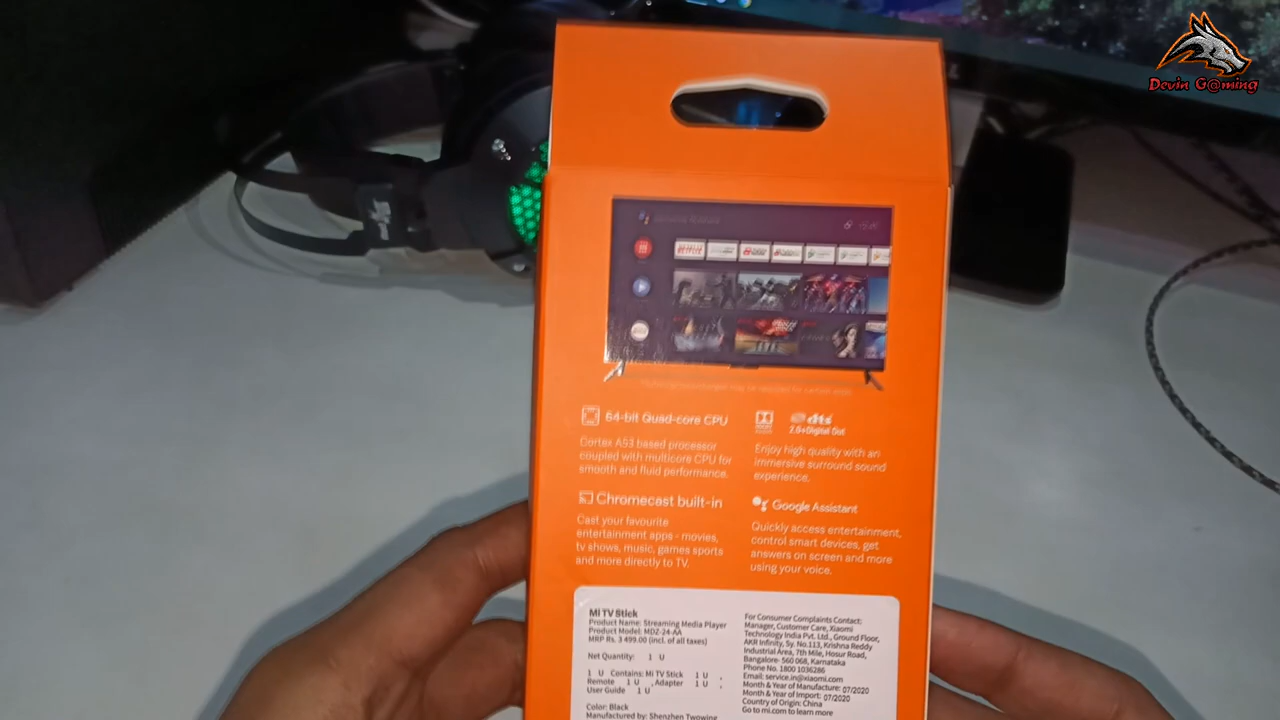 Devin G@ming
NETFLIX
64-bit Quad-core CPU
Cortex A53 based processor
coupled with multicore CPU for
smooth and fluid performance.
dts
2.0+Digital Out
Enjoy high quality with an
immersive surround sound
experience.
Chromecast built-in
Cast your favourite
entertainment apps - movies,
tv shows, music, games sports
and more directly to TV.
Google Assistant
Quickly access entertainment,
control smart devices, get
answers on screen and more
using your voice.
MI TV Stick
Product Name: Streaming Media Player
Product Model: MDZ-24-AA
MRP Rs. 3 499.00 (incl. of all taxes)
Net Quantity: 1 U
1 U Contains: Mi TV Stick 1 U ,
Remote 1 U , Adapter 1 U ,
User Guide 1 U
Color: Black
Manufactured by: Shenzhen Twowing
For Consumer Complaints Contact:
Manager, Customer Care, Xiaomi
Technology India Pvt. Ltd., Ground Floor,
AKR Infinity, Sy. No.113, Krishna Reddy
Industrial Area, 7th Mile, Hosur Road,
Bangalore- 560 068, Karnataka
Phone No. 1800 1036286
Email: service.in@xiaomi.com
Month & Year of Manufacture: 07/2020
Month & Year of Import: 07/2020
Country of Origin: China
Go to mi.com to learn more